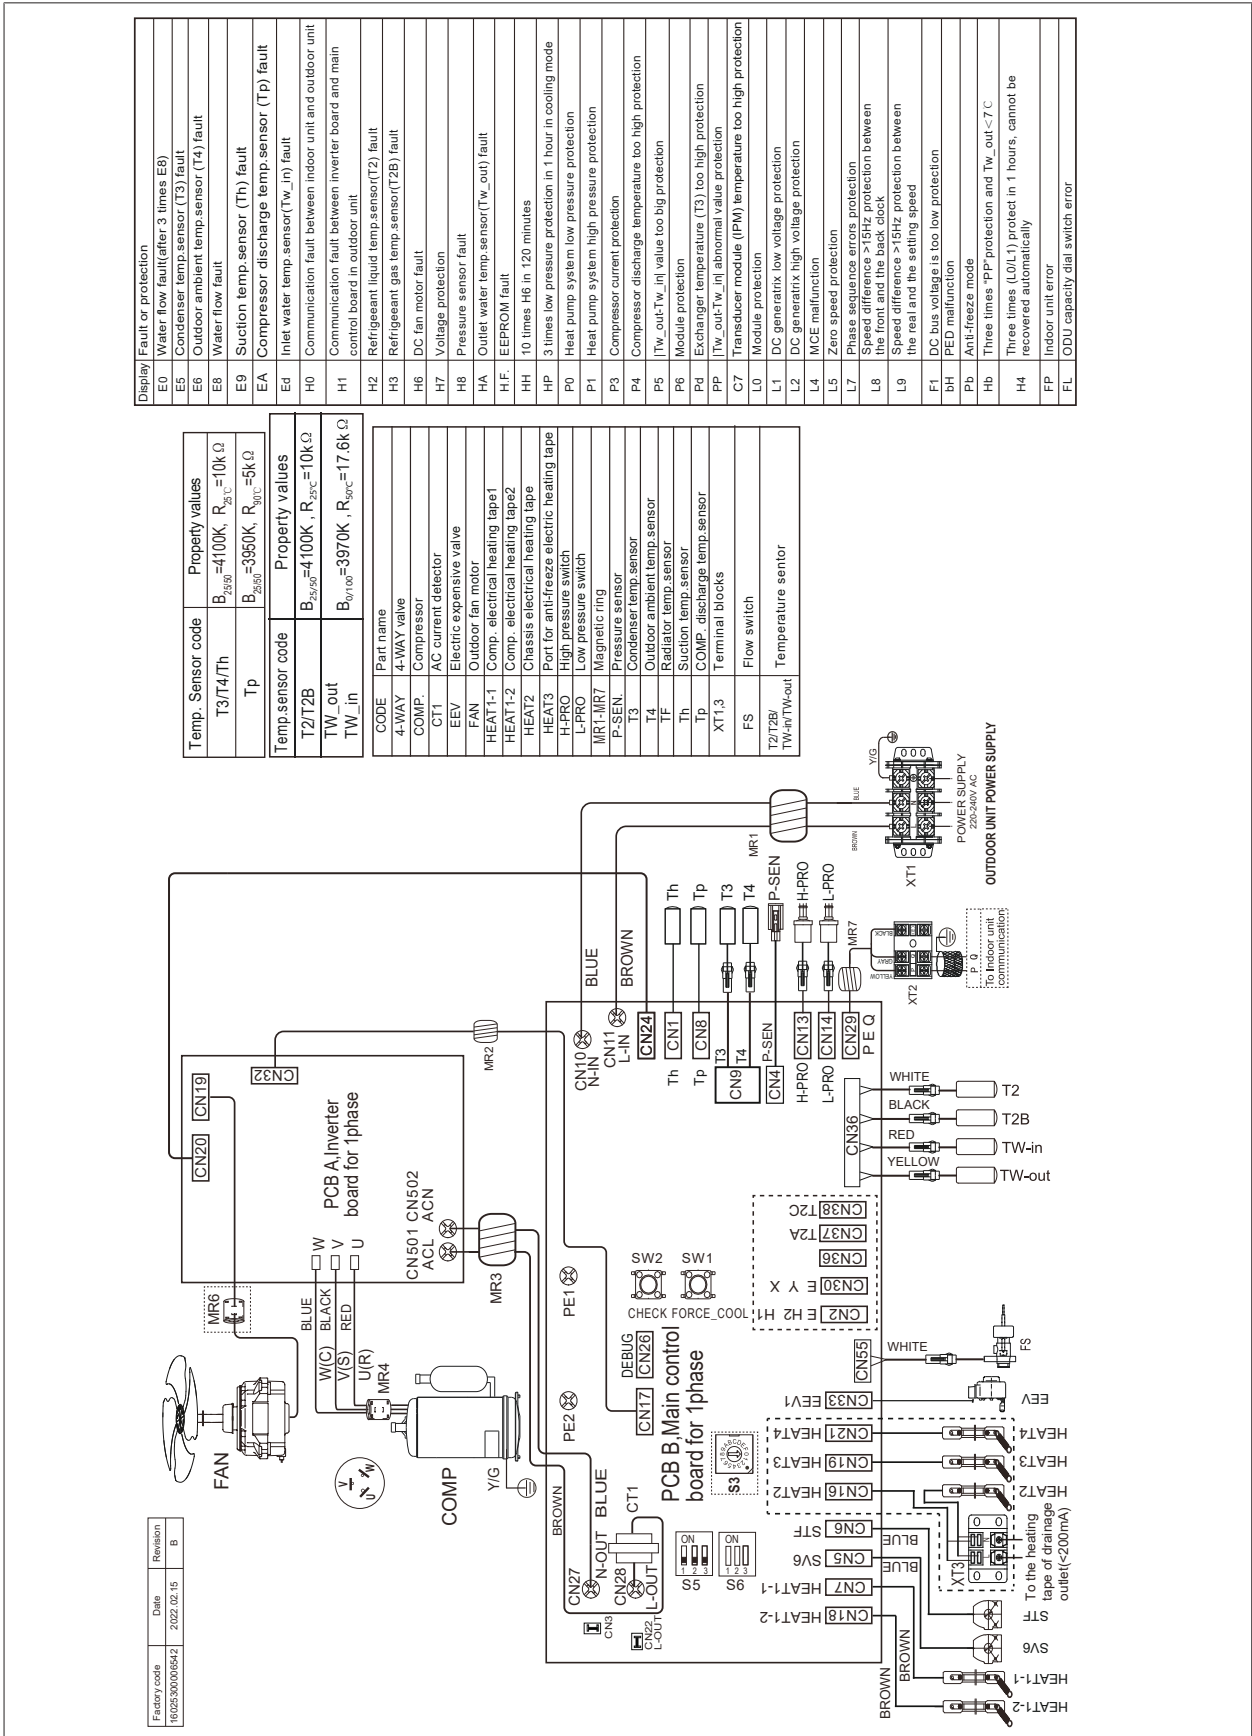 Factory code Date Revision
16025300006542 2022.02.15 B
Display Fault or protection
E0 Water flow fault(after 3 times E8)
E5 Condenser temp.sensor (T3) fault
E6 Outdoor ambient temp.sensor (T4) fault
E8 Water flow fault
E9 Suction temp.sensor (Th) fault
EA Compressor discharge temp.sensor (Tp) fault
Ed Inlet water temp.sensor(Tw_in) fault
H0 Communication fault between indoor unit and outdoor unit
H1 Communication fault between inverter board and main
control board in outdoor unit
H2 Refrigeeant liquid temp.sensor(T2) fault
H3 Refrigeeant gas temp.sensor(T2B) fault
H6 DC fan motor fault
H7 Voltage protection
H8 Pressure sensor fault
HA Outlet water temp.sensor(Tw_out) fault
H.F. EEPROM fault
HH 10 times H6 in 120 minutes
HP 3 times low pressure protection in 1 hour in cooling mode
P0 Heat pump system low pressure protection
P1 Heat pump system high pressure protection
P3 Compressor current protection
P4 Compressor discharge temperature too high protection
P5 |Tw_out-Tw_in| value too big protection
P6 Module protection
Pd Exchanger temperature (T3) too high protection
PP |Tw_out-Tw_in| abnormal value protection
C7 Transducer module (IPM) temperature too high protection
L0 Module protection
L1 DC generatrix low voltage protection
L2 DC generatrix high voltage protection
L4 MCE malfunction
L5 Zero speed protection
L7 Phase sequence errors protection
L8 Speed difference >15Hz protection between
the front and the back clock
L9 Speed difference >15Hz protection between
the real and the setting speed
F1 DC bus voltage is too low protection
bH PED malfunction
Pb Anti-freeze mode
Hb Three times "PP"protection and Tw_out<7℃
H4 Three times (L0/L1) protect in 1 hours, cannot be
recovered automatically
FP Indoor unit error
FL ODU capacity dial switch error
Temp. Sensor code Property values
T3/T4/Th B25/50=4100K, R25℃=10kΩ
Tp B25/50=3950K, R90℃=5kΩ
Temp.sensor code Property values
T2/T2B B25/50=4100K , R25℃=10kΩ
TW_out
TW_in B0/100=3970K , R50℃=17.6kΩ
CODE Part name
4-WAY 4-WAY valve
COMP. Compressor
CT1 AC current detector
EEV Electric expensive valve
FAN Outdoor fan motor
HEAT1-1 Comp. electrical heating tape1
HEAT1-2 Comp. electrical heating tape2
HEAT2 Chassis electrical heating tape
HEAT3 Port for anti-freeze electric heating tape
H-PRO High pressure switch
L-PRO Low pressure switch
MR1-MR7 Magnetic ring
P-SEN. Pressure sensor
T3 Condenser temp.sensor
T4 Outdoor ambient temp.sensor
TF Radiator temp.sensor
Th Suction temp.sensor
Tp COMP. discharge temp.sensor
XT1,3 Terminal blocks
FS Flow switch
T2/T2B/
TW-in/TW-out Temperature sentor
FAN
MR6
CN20
CN19
CN32
PCB A,Inverter
board for 1phase
W
V
U
CN501 CN502
ACL ACN
BLUE
BLACK
RED
W(C)
V(S)
U(R)
MR4
V
U
W
COMP
Y/G
MR3
MR2
BROWN
BLUE
PE1
PE2
CN27
N-OUT
CN28
L-OUT
CT1
CN3
CN22
L-OUT
CN10
N-IN
CN11
L-IN
BLUE
BROWN
MR1
BLUE
BROWN
Y/G
XT1
POWER SUPPLY
220-240V AC
OUTDOOR UNIT POWER SUPPLY
CN24
Th CN1 Th
Tp CN8 Tp
T3 T3
CN9
T4 T4
CN4 P-SEN P-SEN
H-PRO CN13 H-PRO
L-PRO CN14 L-PRO
CN29
P E Q
MR7
BLACK
GRAY
YELLOW
XT2
P Q
To Indoor unit
communication
CN36
WHITE T2
BLACK T2B
RED TW-in
YELLOW TW-out
CN38 T2C
CN37 T2A
CN36
CN30 E Y X
CN2 E H2 H1
SW2 SW1
CHECK FORCE_COOL
DEBUG
CN26
CN17
PCB B,Main control
board for 1phase
S3
ON
1 2 3
S5
ON
1 2 3
S6
CN55 WHITE FS
CN33 EEV1 EEV
CN21 HEAT4 HEAT4
CN19 HEAT3 HEAT3
CN16 HEAT2 HEAT2
CN6 STF BLUE STF
CN5 SV6 BLUE SV6
CN7 HEAT1-1 BROWN HEAT1-1
CN18 HEAT1-2 BROWN HEAT1-2
XT3
To the heating
tape of drainage
outlet(<200mA)